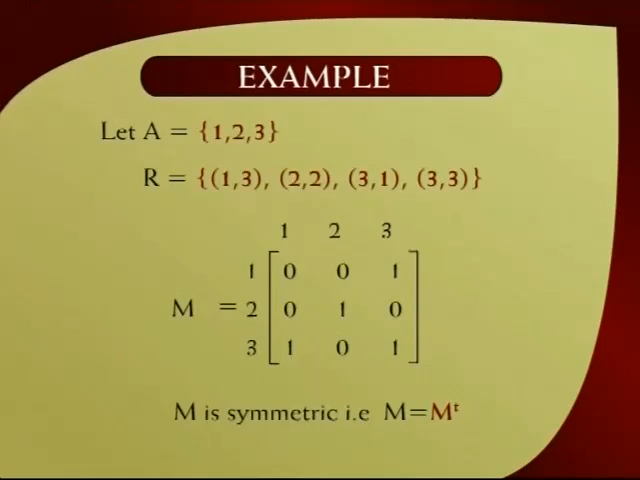 EXAMPLE
Let A = {1,2,3}
R = {(1,3), (2,2), (3,1), (3,3)}
1 2 3
1 0 0 1
M = 2 0 1 0
3 1 0 1
M is symmetric i.e M=Mᵗ